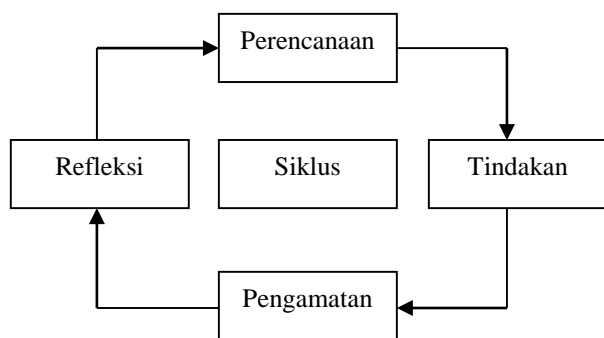 Perencanaan
Refleksi
Siklus
Tindakan
Pengamatan